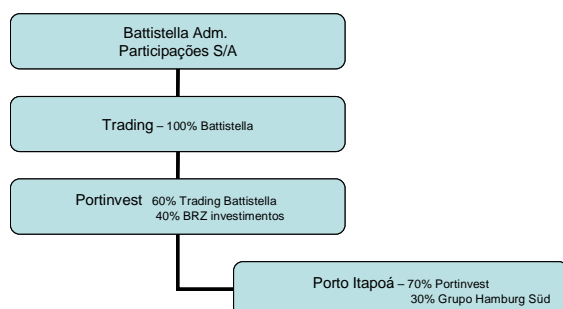 Battistella Adm.
Participações S/A
Trading – 100% Battistella
Portinvest 60% Trading Battistella
40% BRZ investimentos
Porto Itapoá – 70% Portinvest
30% Grupo Hamburg Süd